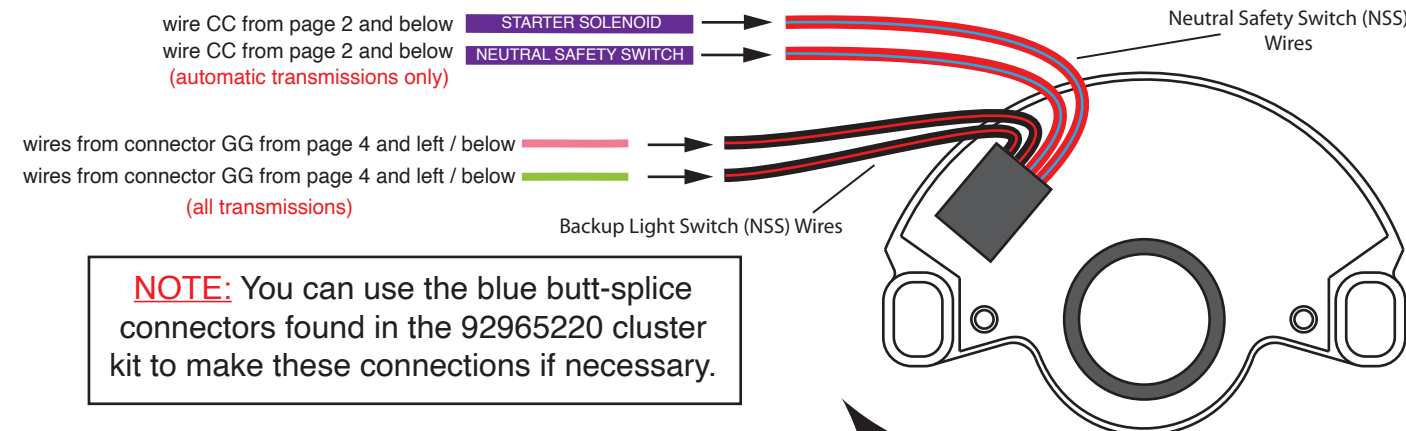 wire CC from page 2 and below STARTER SOLENOID
wire CC from page 2 and below NEUTRAL SAFETY SWITCH
(automatic transmissions only)
Neutral Safety Switch (NSS)
Wires
wires from connector GG from page 4 and left / below
wires from connector GG from page 4 and left / below
(all transmissions)
Backup Light Switch (NSS) Wires
NOTE: You can use the blue butt-splice
connectors found in the 92965220 cluster
kit to make these connections if necessary.